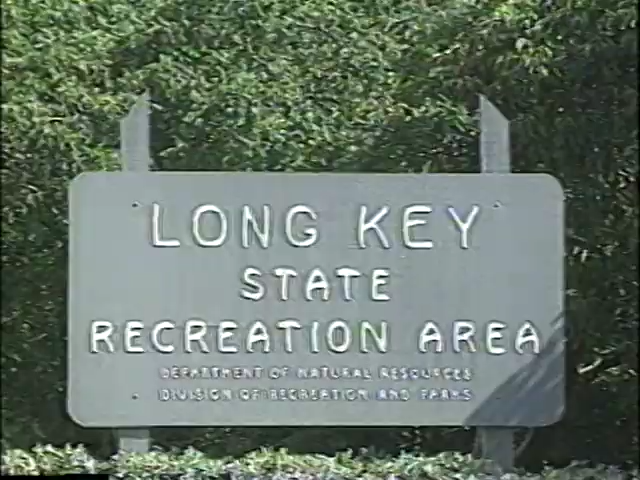 LONG KEY
STATE
RECREATION AREA
DEPARTMENT OF NATURAL RESOURCES
DIVISION OF RECREATION AND PARKS